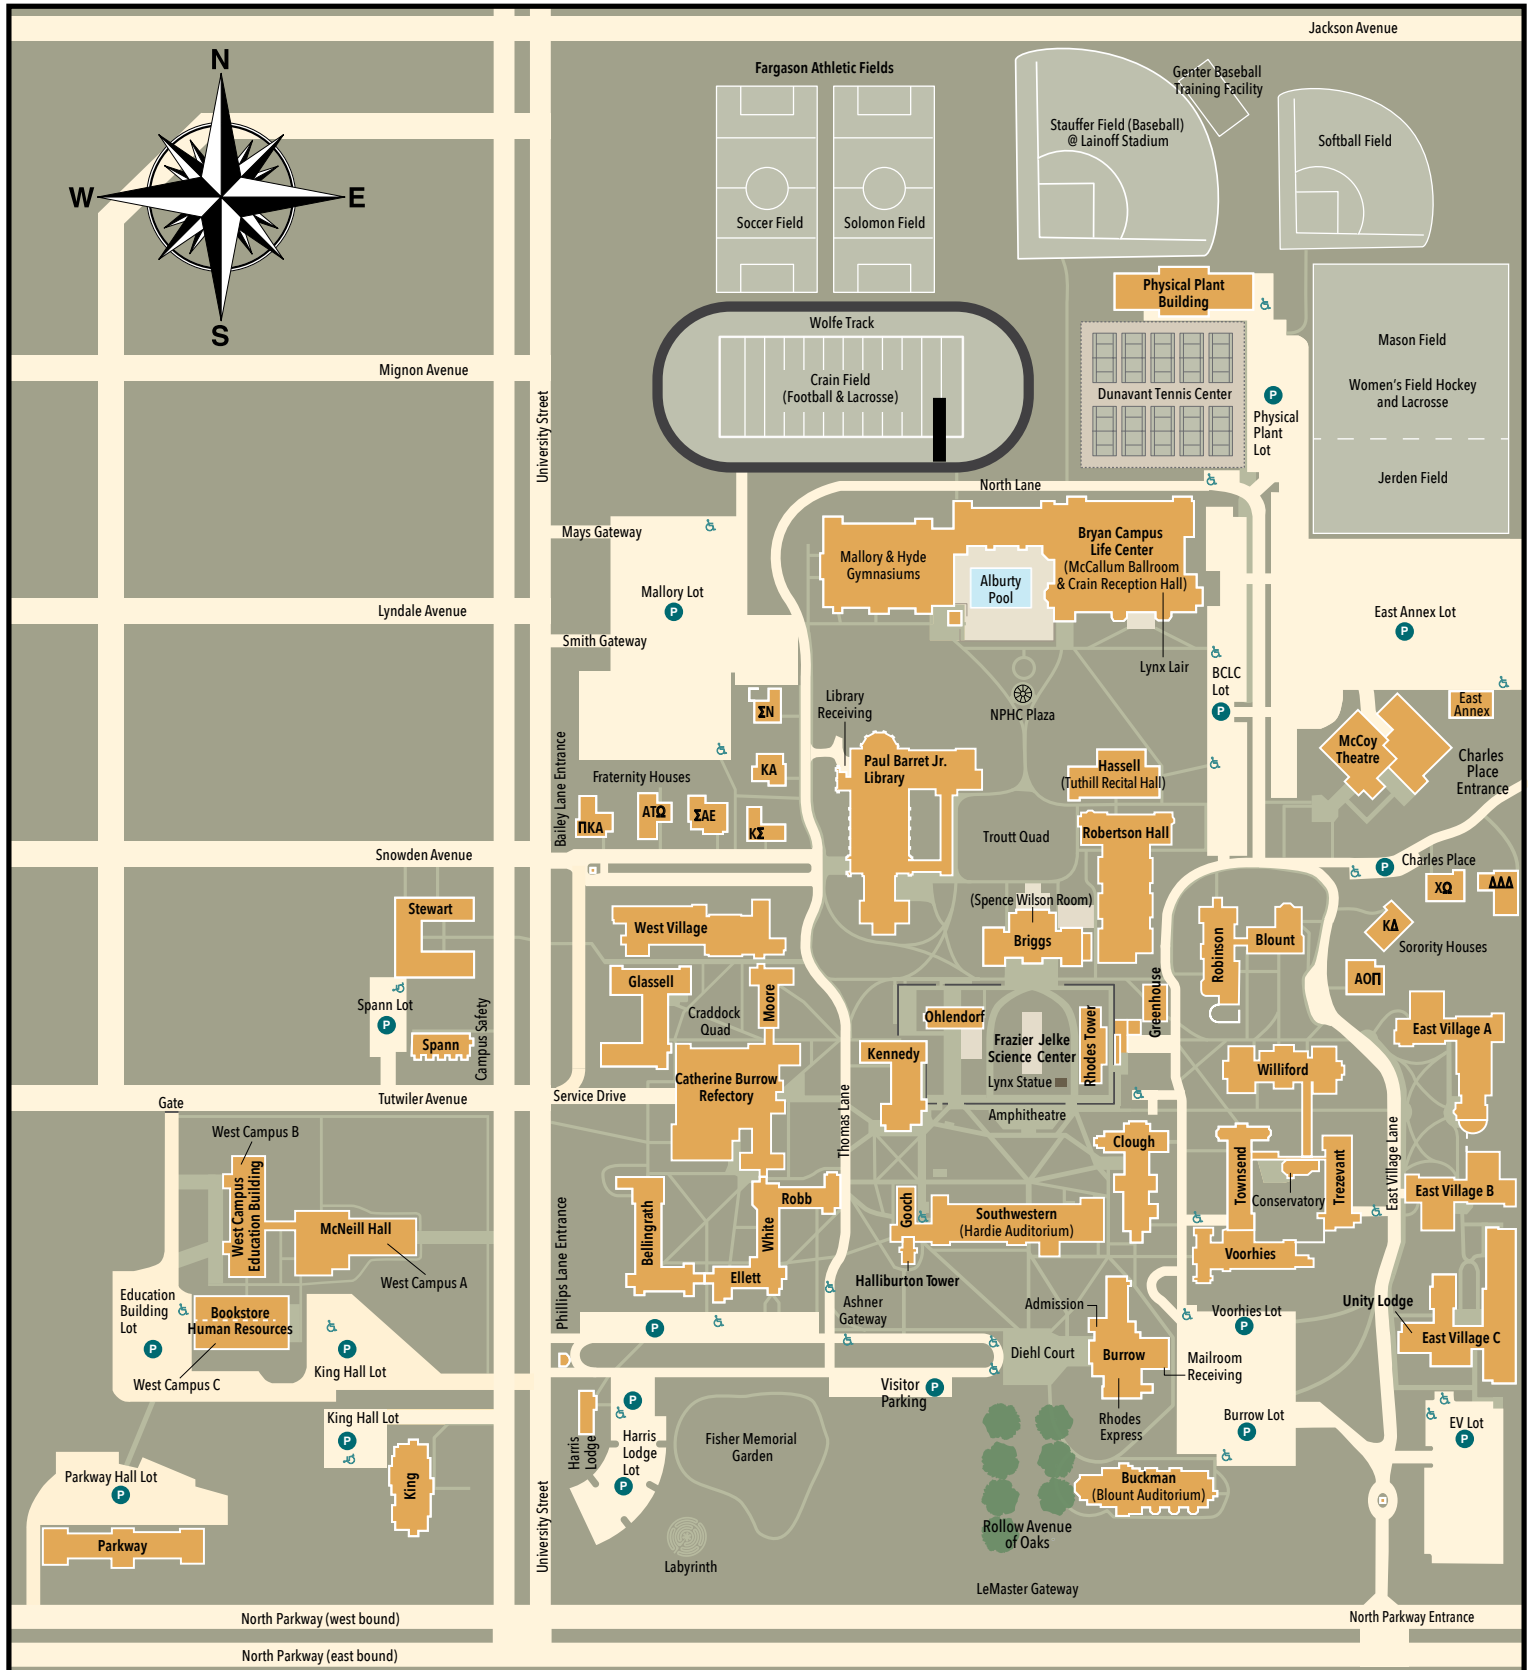 Jackson Avenue
N
W
E
S
Fargason Athletic Fields
Genter Baseball
Training Facility
Stauffer Field (Baseball)
@ Lainoff Stadium
Softball Field
Soccer Field
Solomon Field
Physical Plant
Building
Wolfe Track
Mason Field
Mignon Avenue
Crain Field
(Football & Lacrosse)
Women's Field Hockey
and Lacrosse
Dunavant Tennis Center
P
Physical
Plant
Lot
University Street
Jerden Field
North Lane
Mays Gateway
Bryan Campus
Life Center
(McCallum Ballroom
& Crain Reception Hall)
Mallory & Hyde
Gymnasiums
Alburty
Pool
Mallory Lot
P
Lyndale Avenue
East Annex Lot
P
Smith Gateway
Lynx Lair
BCLC
Lot
P
Library
Receiving
NPHC Plaza
ΣN
East
Annex
McCoy
Theatre
Charles
Place
Entrance
Bailey Lane Entrance
Fraternity Houses
KA
Paul Barret Jr.
Library
Hassell
(Tuthill Recital Hall)
ΠKA
ATΩ
ΣAE
KΣ
Troutt Quad
Robertson Hall
Snowden Avenue
P
Charles Place
XΩ
ΔΔΔ
Stewart
(Spence Wilson Room)
West Village
Briggs
Robinson
Blount
KΔ
Sorority Houses
Glassell
Moore
AOΠ
Spann Lot
P
Campus Safety
Craddock
Quad
Ohlendorf
Greenhouse
Spann
Kennedy
Frazier Jelke
Science Center
Rhodes Tower
East Village A
Catherine Burrow
Refectory
Lynx Statue
Williford
Gate
Tutwiler Avenue
Service Drive
Thomas Lane
Amphitheatre
West Campus B
Clough
West Campus
Education Building
Townsend
Conservatory
Trezevant
East Village Lane
East Village B
McNeill Hall
Robb
Gooch
Southwestern
(Hardie Auditorium)
Bellingrath
White
Phillips Lane Entrance
West Campus A
Voorhies
Ellett
Halliburton Tower
Education
Building
Lot
P
Bookstore
Human Resources
Ashner
Gateway
Admission
Voorhies Lot
P
Unity Lodge
P
P
King Hall Lot
Diehl Court
Burrow
East Village C
West Campus C
Mailroom
Receiving
Visitor
Parking
P
King Hall Lot
P
Harris
Lodge
P
Harris
Lodge
Lot
P
Fisher Memorial
Garden
Rhodes
Express
Burrow Lot
P
EV Lot
P
Parkway Hall Lot
P
King
Buckman
(Blount Auditorium)
University Street
Parkway
Rollow Avenue
of Oaks
Labyrinth
LeMaster Gateway
North Parkway (west bound)
North Parkway Entrance
North Parkway (east bound)